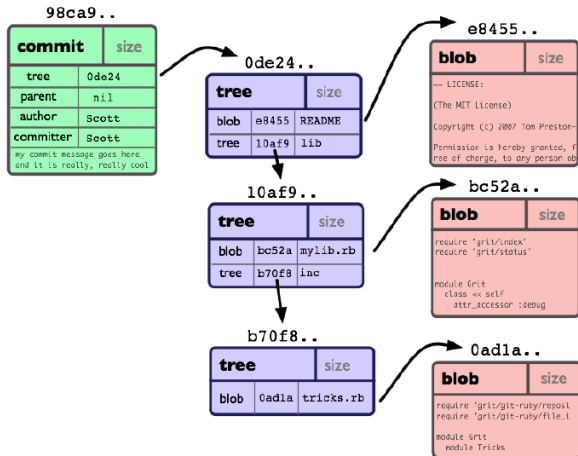 98ca9..
commit size
tree 0de24
parent nil
author Scott
committer Scott
my commit message goes here
and it is really, really cool
0de24..
tree size
blob e8455 README
tree 10af9 lib
10af9..
tree size
blob bc52a mylib.rb
tree b70f8 inc
b70f8..
tree size
blob 0ad1a tricks.rb
e8455..
blob size
-- LICENSE:
(The MIT License)
Copyright (c) 2007 Tom Preston-
Permission is hereby granted, f
ree of charge, to any person ob
bc52a..
blob size
require 'grit/index'
require 'grit/status'
module Grit
class << self
attr_accessor :debug
0ad1a..
blob size
require 'grit/git-ruby/reposi
require 'grit/git-ruby/file_i
module Grit
module Tricks